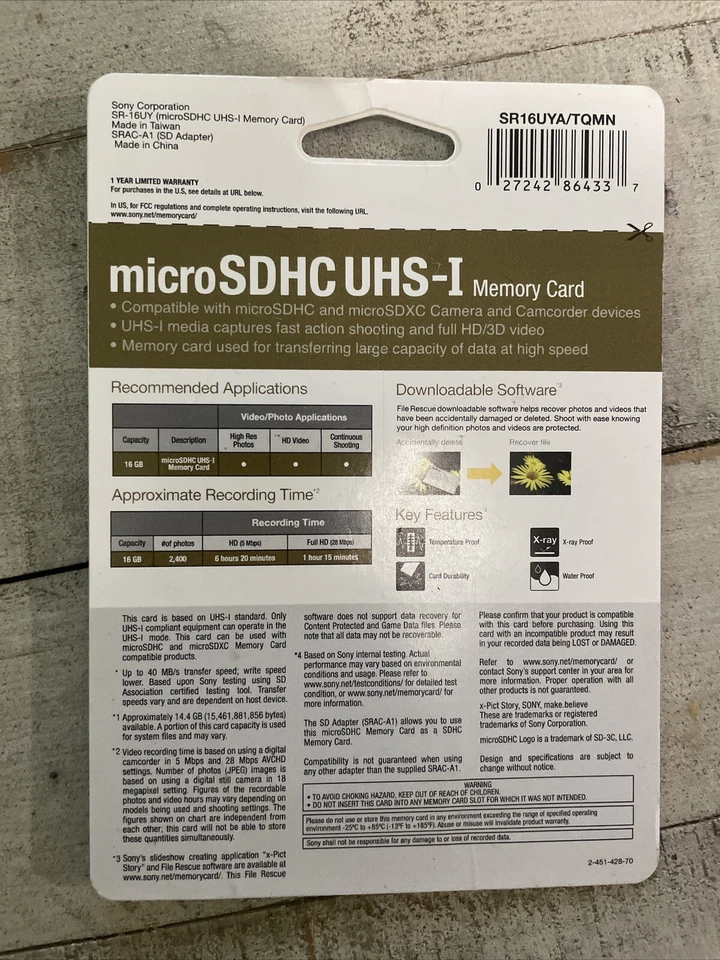 Sony Corporation
SR-16UY (microSDHC UHS-I Memory Card)
Made in Taiwan
SRAC-A1 (SD Adapter)
Made in China
1 YEAR LIMITED WARRANTY
For purchases in the U.S, see details at URL below.
In US, for FCC regulations and complete operating instructions, visit the following URL.
www.sony.net/memorycard/
SR16UYA/TQMN
0 27242 86433 7
microSDHC UHS-I Memory Card
• Compatible with microSDHC and microSDXC Camera and Camcorder devices
• UHS-I media captures fast action shooting and full HD/3D video
• Memory card used for transferring large capacity of data at high speed
Recommended Applications
Video/Photo Applications
Capacity Description High Res Photos HD Video Continuous Shooting
16 GB microSDHC UHS-I Memory Card • • •
Approximate Recording Time*2
Recording Time
Capacity #of photos HD (5 Mbps) Full HD (28 Mbps)
16 GB 2,400 6 hours 20 minutes 1 hour 15 minutes
Downloadable Software*3
File Rescue downloadable software helps recover photos and videos that
have been accidentally damaged or deleted. Shoot with ease knowing
your high definition photos and videos are protected.
Accidentally delete Recover file
Key Features*4
Temperature Proof
X-ray X-ray Proof
Card Durability
Water Proof
This card is based on UHS-I standard. Only
UHS-I compliant equipment can operate in the
UHS-I mode. This card can be used with
microSDHC and microSDXC Memory Card
compatible products.
* Up to 40 MB/s transfer speed; write speed
lower. Based upon Sony testing using SD
Association certified testing tool. Transfer
speeds vary and are dependent on host device.
*1 Approximately 14.4 GB (15,461,881,856 bytes)
available. A portion of this card capacity is used
for system files and may vary.
*2 Video recording time is based on using a digital
camcorder in 5 Mbps and 28 Mbps AVCHD
settings. Number of photos (JPEG) images is
based on using a digital still camera in 18
megapixel setting. Figures of the recordable
photos and video hours may vary depending on
models being used and shooting settings. The
figures shown on chart are independent from
each other; this card will not be able to store
these quantities simultaneously.
*3 Sony's slideshow creating application "x-Pict
Story" and File Rescue software are available at
www.sony.net/memorycard/. This File Rescue
software does not support data recovery for
Content Protected and Game Data files. Please
note that all data may not be recoverable.
*4 Based on Sony internal testing. Actual
performance may vary based on environmental
conditions and usage. Please refer to
www.sony.net/testconditions/ for detailed test
condition, or www.sony.net/memorycard/ for
more information.
The SD Adapter (SRAC-A1) allows you to use
this microSDHC Memory Card as a SDHC
Memory Card.
Compatibility is not guaranteed when using
any other adapter than the supplied SRAC-A1.
Please confirm that your product is compatible
with this card before purchasing. Using this
card with an incompatible product may result
in your recorded data being LOST or DAMAGED.
Refer to www.sony.net/memorycard/ or
contact Sony's support center in your area for
more information. Proper operation with all
other products is not guaranteed.
x-Pict Story, SONY, make.believe
These are trademarks or registered
trademarks of Sony Corporation.
microSDHC Logo is a trademark of SD-3C, LLC.
Design and specifications are subject to
change without notice.
WARNING
• TO AVOID CHOKING HAZARD, KEEP OUT OF REACH OF CHILDREN.
• DO NOT INSERT THIS CARD INTO ANY MEMORY CARD SLOT FOR WHICH IT WAS NOT INTENDED.
Please do not use or store this memory card in any environment exceeding the range of specified operating
environment -25°C to +85°C (-13°F to +185°F). Abuse or misuse will invalidate product warranty.
Sony shall not be responsible for any damage to or loss of recorded data.
2-451-428-70